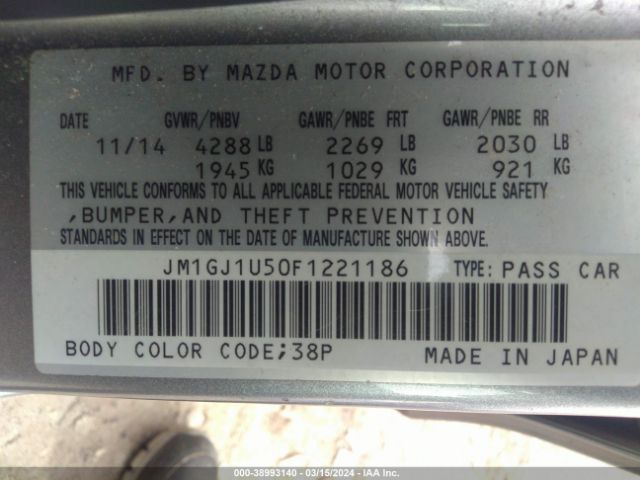 MFD. BY MAZDA MOTOR CORPORATION
DATE GVWR/PNBV GAWR/PNBE FRT GAWR/PNBE RR
11/14 4288 LB 2269 LB 2030 LB
1945 KG 1029 KG 921 KG
THIS VEHICLE CONFORMS TO ALL APPLICABLE FEDERAL MOTOR VEHICLE SAFETY
,BUMPER,AND THEFT PREVENTION
STANDARDS IN EFFECT ON THE DATE OF MANUFACTURE SHOWN ABOVE.
JM1GJ1U50F1221186 TYPE: PASS CAR
BODY COLOR CODE;38P MADE IN JAPAN
000-38993140 - 03/15/2024 - IAA Inc.